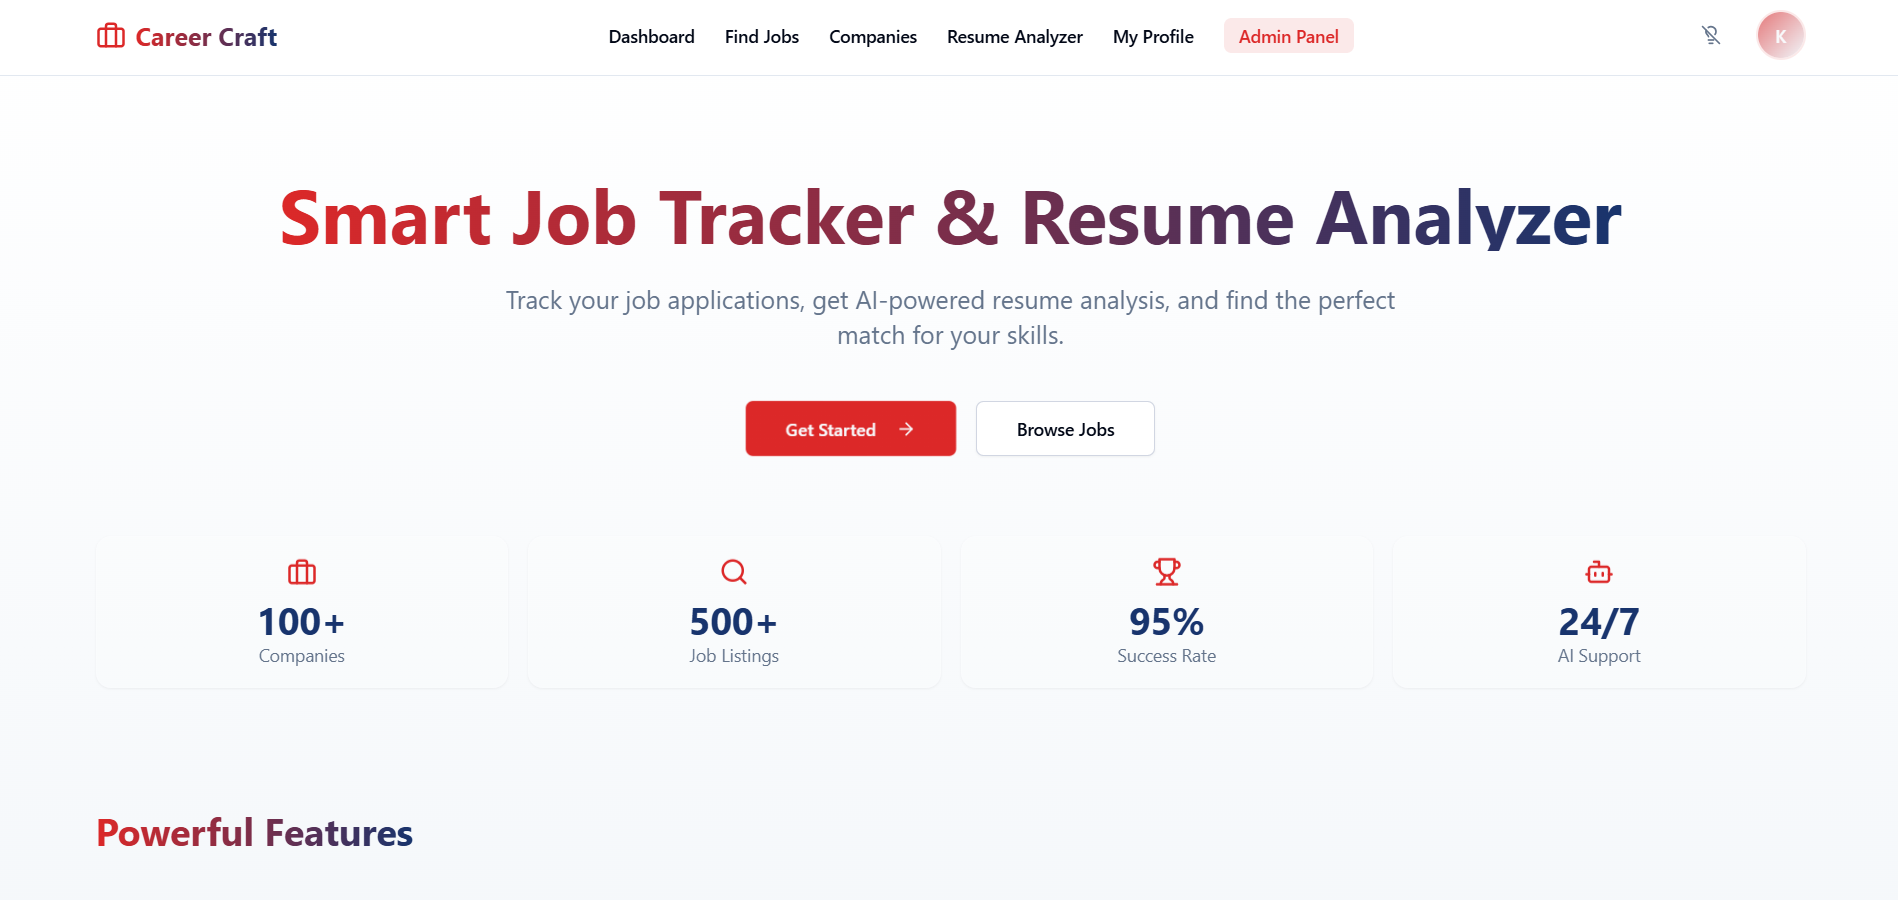 Career Craft
Dashboard Find Jobs Companies Resume Analyzer My Profile Admin Panel
K
Smart Job Tracker & Resume Analyzer
Track your job applications, get AI-powered resume analysis, and find the perfect
match for your skills.
Get Started
Browse Jobs
100+
Companies
500+
Job Listings
95%
Success Rate
24/7
AI Support
Powerful Features